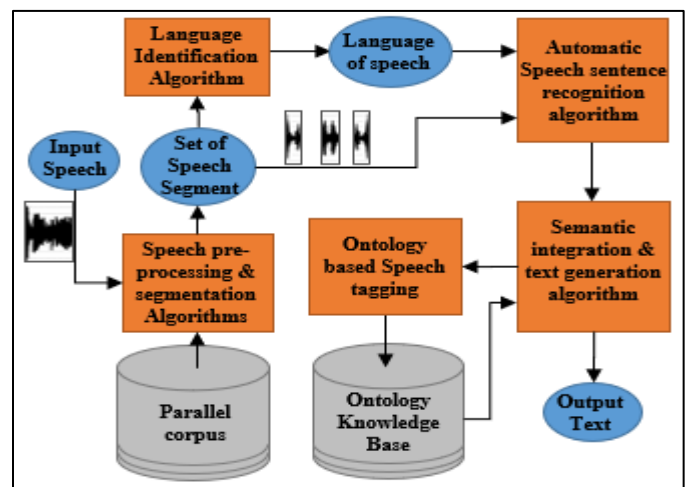 Language
Identification
Algorithm
Language
of speech
Automatic
Speech sentence
recognition
algorithm
Input
Speech
Set of
Speech
Segment
Speech pre-
processing &
segmentation
Algorithms
Ontology
based Speech
tagging
Semantic
integration &
text generation
algorithm
Parallel
corpus
Ontology
Knowledge
Base
Output
Text